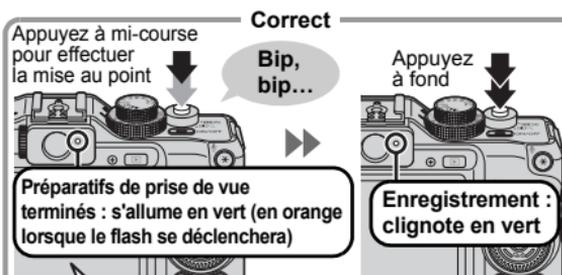 Correct
Appuyez à mi-course
pour effectuer
la mise au point
Bip,
bip...
Préparatifs de prise de vue
terminés : s'allume en vert (en orange
lorsque le flash se déclenchera)
Appuyez
à fond
Enregistrement :
clignote en vert